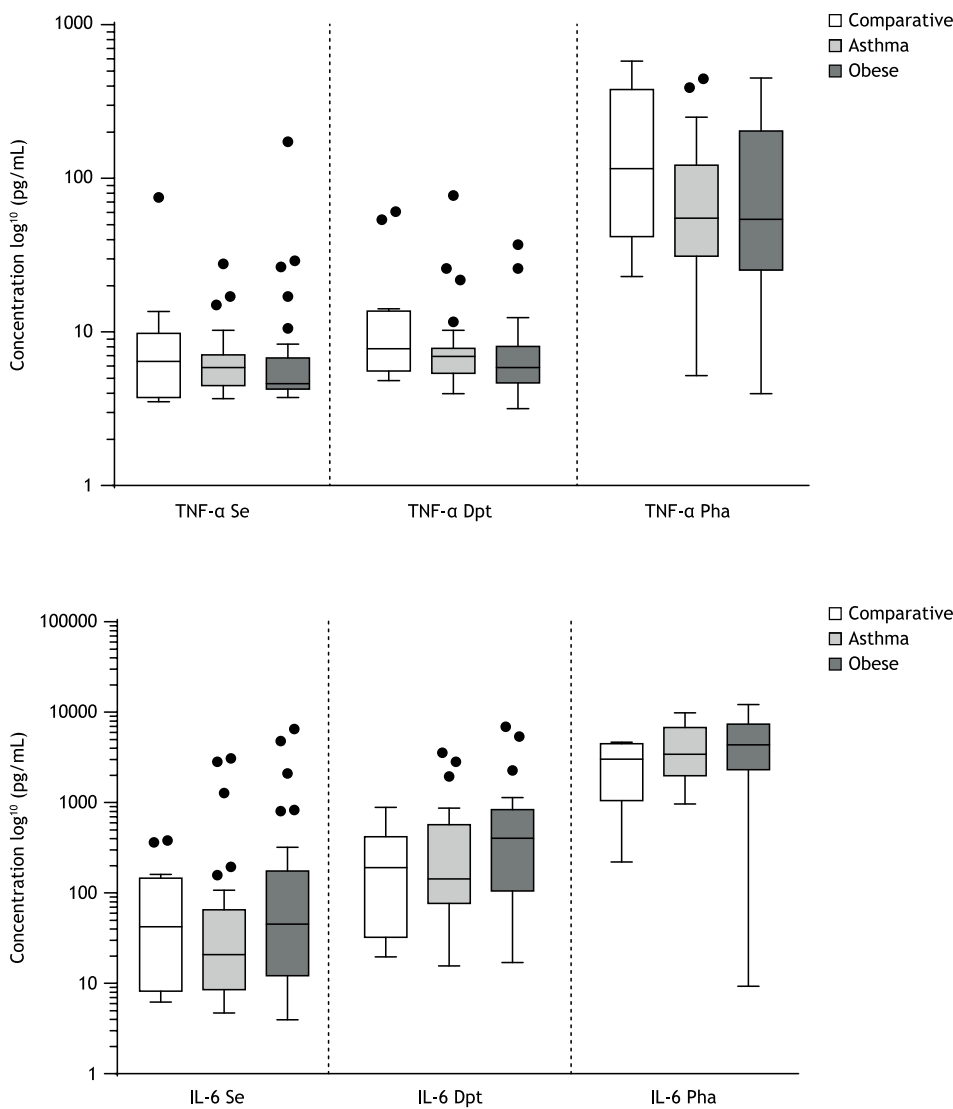 1000
100
10
1
Concentration log¹⁰ (pg/mL)
Comparative
Asthma
Obese
TNF-α Se
TNF-α Dpt
TNF-α Pha
100000
10000
1000
100
10
1
Concentration log¹⁰ (pg/mL)
Comparative
Asthma
Obese
IL-6 Se
IL-6 Dpt
IL-6 Pha